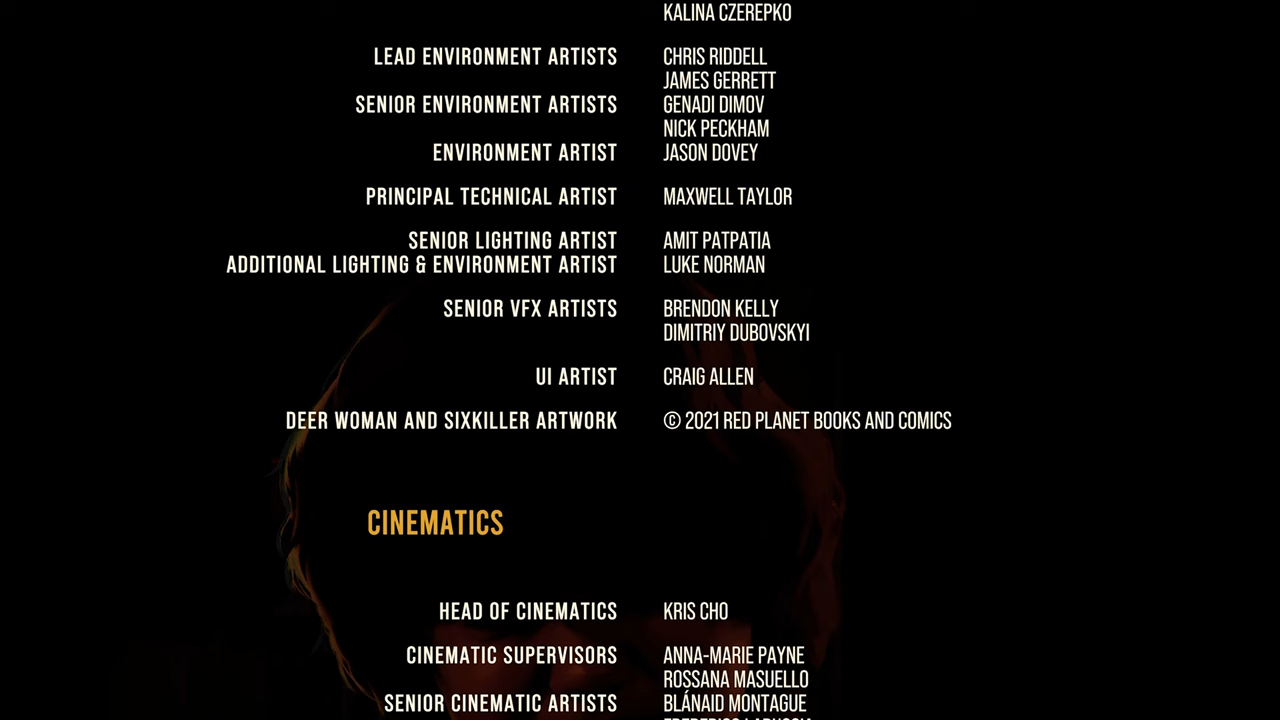 KALINA CZEREPKO
LEAD ENVIRONMENT ARTISTS CHRIS RIDDELL
JAMES GERRETT
SENIOR ENVIRONMENT ARTISTS GENADI DIMOV
NICK PECKHAM
ENVIRONMENT ARTIST JASON DOVEY
PRINCIPAL TECHNICAL ARTIST MAXWELL TAYLOR
SENIOR LIGHTING ARTIST AMIT PATPATIA
ADDITIONAL LIGHTING & ENVIRONMENT ARTIST LUKE NORMAN
SENIOR VFX ARTISTS BRENDON KELLY
DIMITRIY DUBOVSKYI
UI ARTIST CRAIG ALLEN
DEER WOMAN AND SIXKILLER ARTWORK © 2021 RED PLANET BOOKS AND COMICS
CINEMATICS
HEAD OF CINEMATICS KRIS CHO
CINEMATIC SUPERVISORS ANNA-MARIE PAYNE
ROSSANA MASUELLO
SENIOR CINEMATIC ARTISTS BLÁNAID MONTAGUE